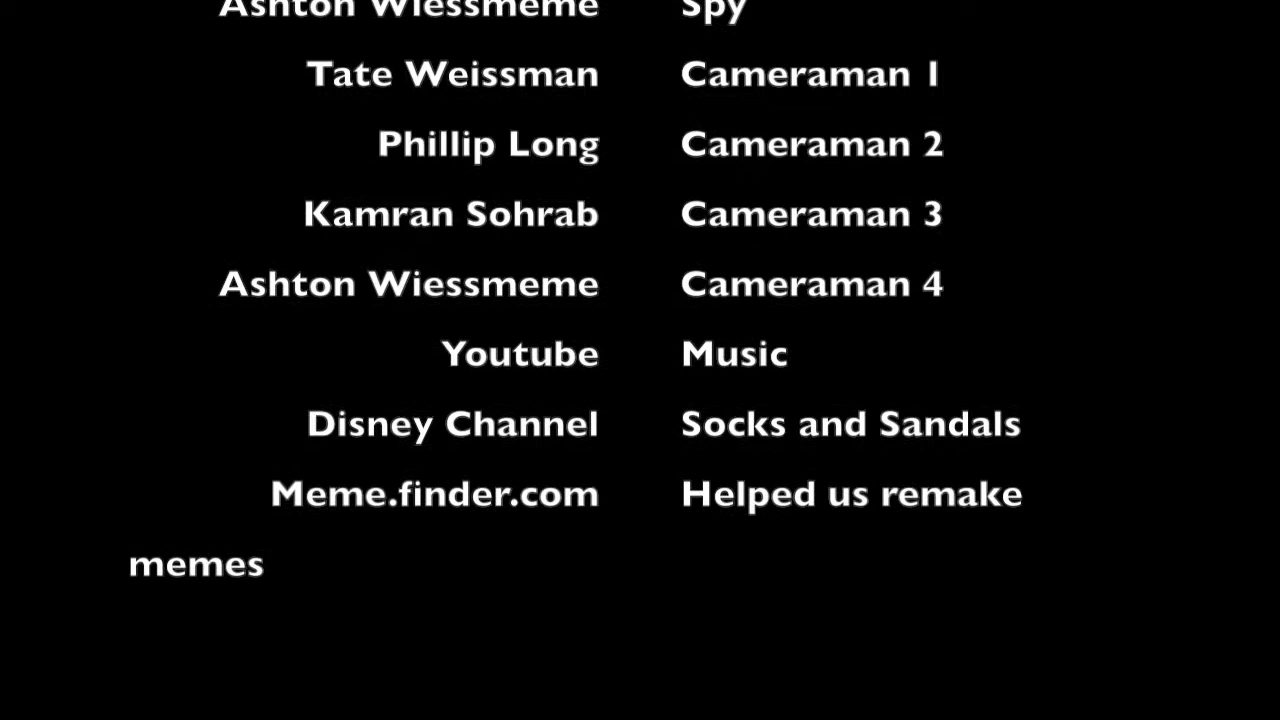 Ashton Wiessmeme Spy
Tate Weissman Cameraman 1
Phillip Long Cameraman 2
Kamran Sohrab Cameraman 3
Ashton Wiessmeme Cameraman 4
Youtube Music
Disney Channel Socks and Sandals
Meme.finder.com Helped us remake
memes